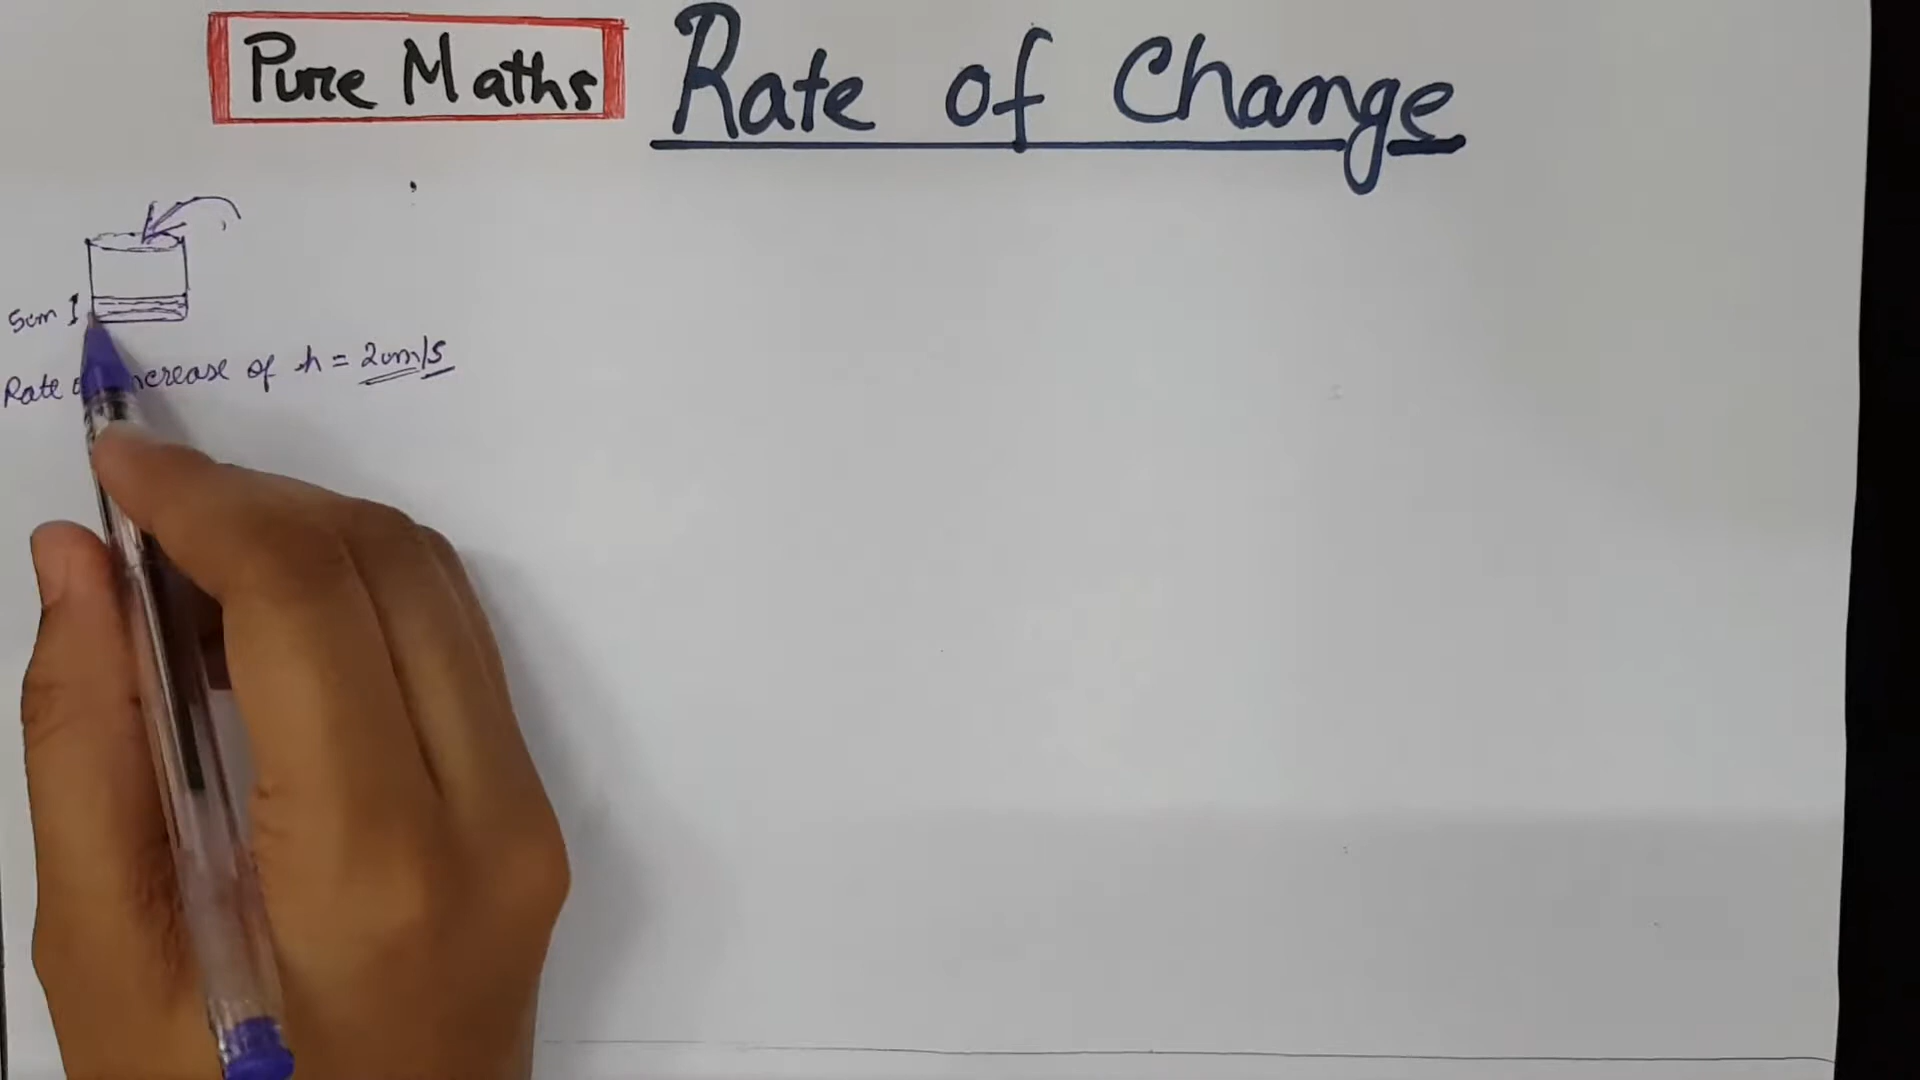 Pure Maths
Rate of Change
5cm
Rate increase of h = 2cm/s